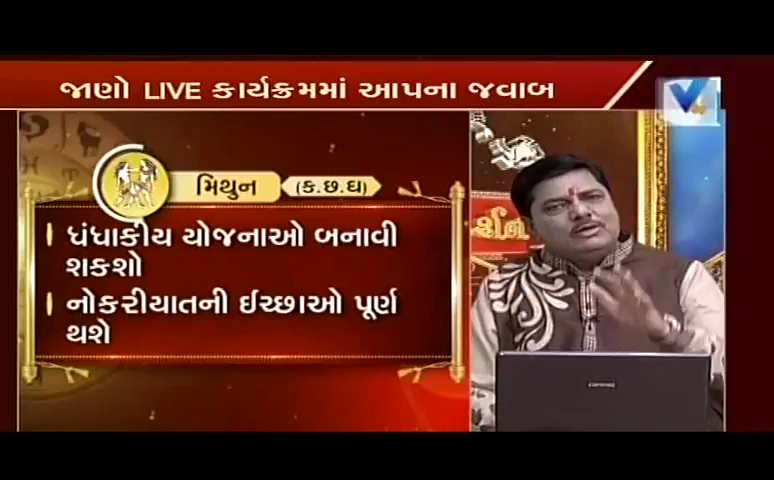 જાણો LIVE કાર્યક્રમમાં આપના જવાબ
મિથુન
(ક.છ.ઘ)
ધંધાકીય યોજનાઓ બનાવી
શકશો
નોકરીયાતની ઈચ્છાઓ પૂર્ણ
થશે